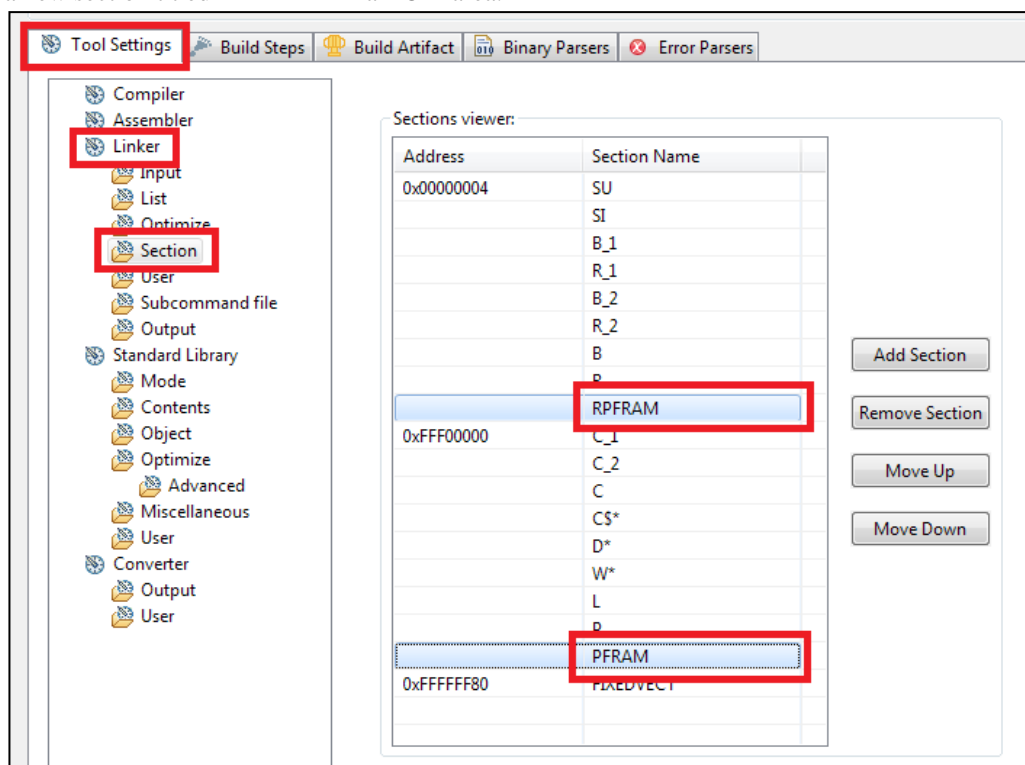 Tool Settings
Build Steps
Build Artifact
Binary Parsers
Error Parsers
Compiler
Assembler
Linker
Input
List
Optimize
Section
User
Subcommand file
Output
Standard Library
Mode
Contents
Object
Optimize
Advanced
Miscellaneous
User
Converter
Output
User
Sections viewer:
Address Section Name
0x00000004 SU
SI
B_1
R_1
B_2
R_2
B
R
RPFRAM
0xFFF00000 C_1
C_2
C
C$*
D*
W*
L
P
PFRAM
0xFFFFFF80 FIXEDVECT
Add Section
Remove Section
Move Up
Move Down